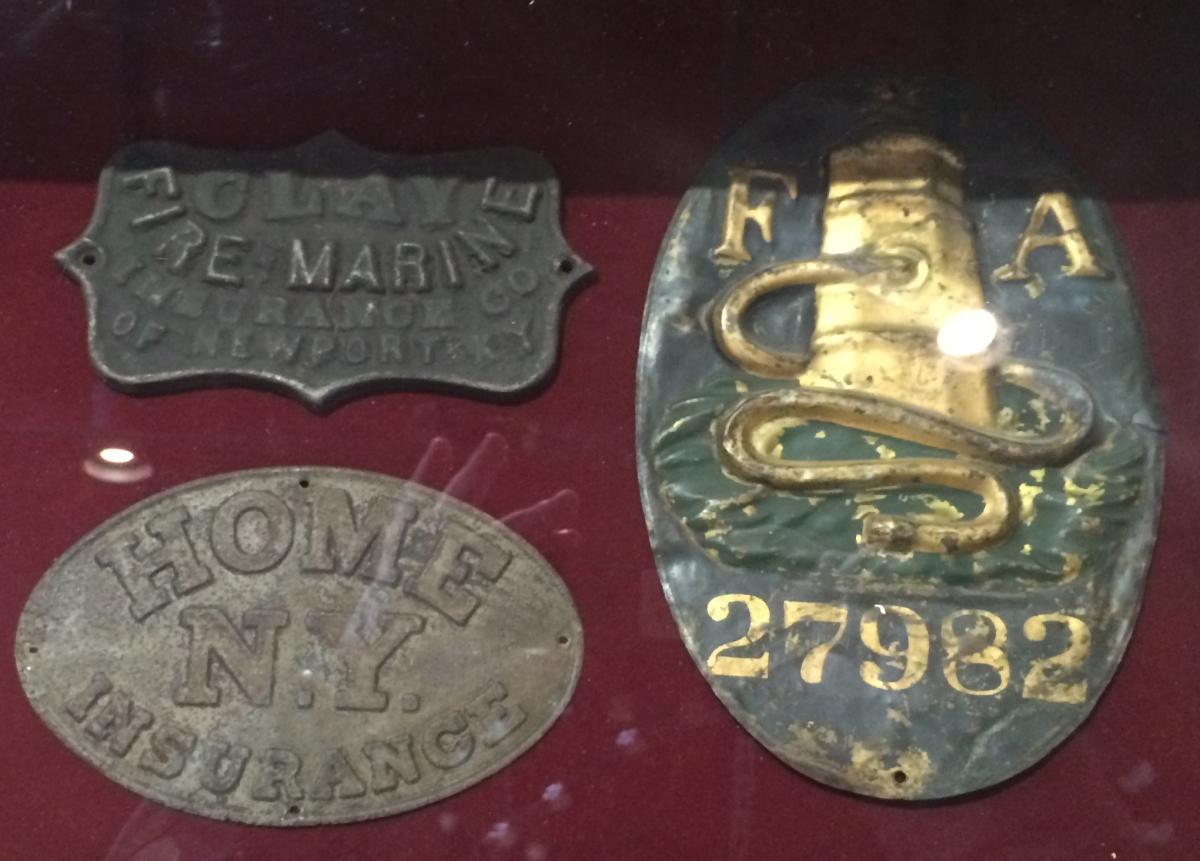 CLAY
FIRE MARINE
INSURANCE CO
OF NEWPORT KY
HOME
N.Y.
INSURANCE
F A
27982